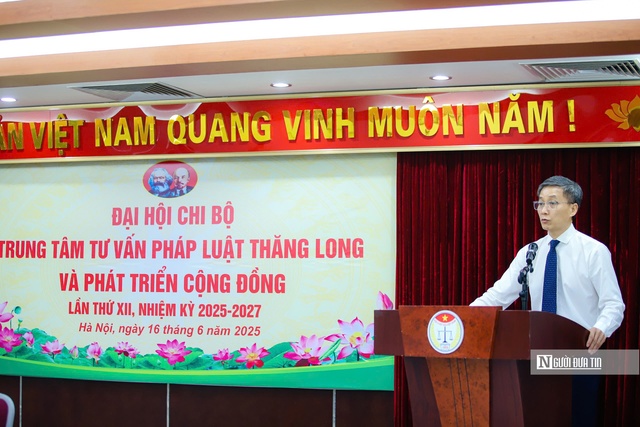 VIỆT NAM QUANG VINH MUÔN NĂM !
ĐẠI HỘI CHI BỘ
TRUNG TÂM TƯ VẤN PHÁP LUẬT THĂNG LONG
VÀ PHÁT TRIỂN CỘNG ĐỒNG
LẦN THỨ XII, NHIỆM KỲ 2025-2027
Hà Nội, ngày 16 tháng 6 năm 2025
NGƯỜI ĐƯA TIN